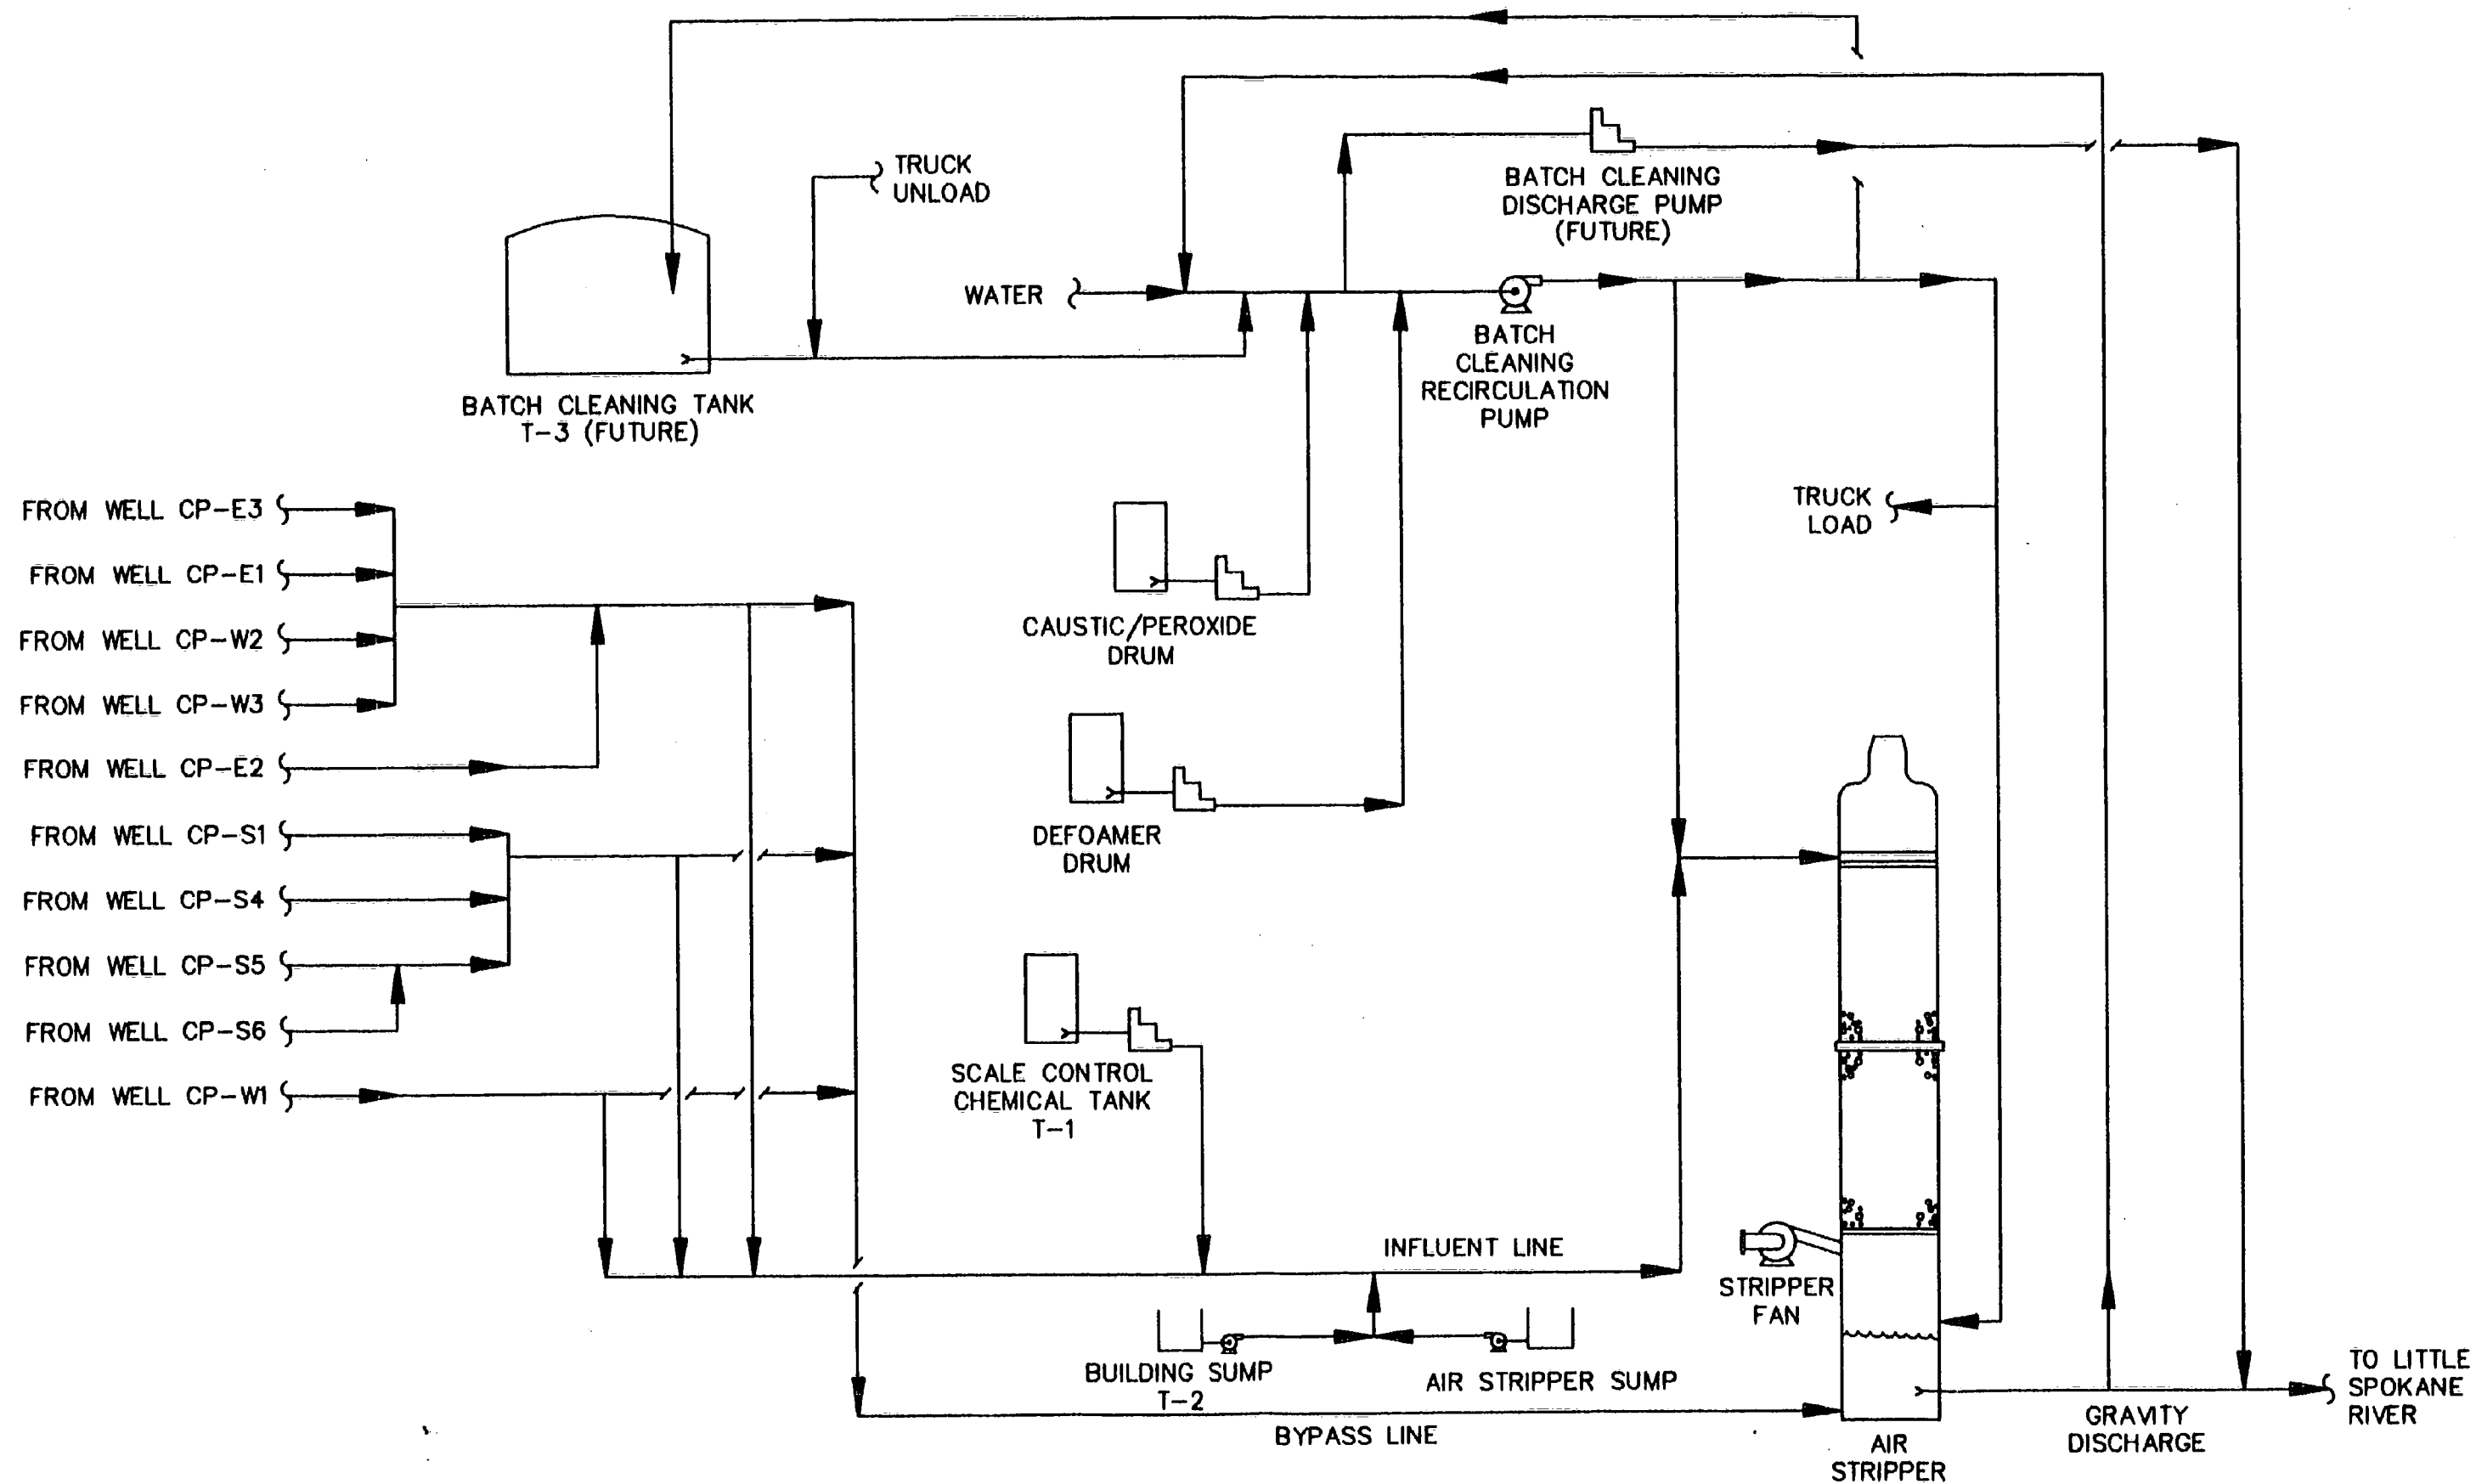 TRUCK
UNLOAD
BATCH CLEANING
DISCHARGE PUMP
(FUTURE)
WATER
BATCH
CLEANING
RECIRCULATION
PUMP
BATCH CLEANING TANK
T-3 (FUTURE)
FROM WELL CP-E3
FROM WELL CP-E1
FROM WELL CP-W2
FROM WELL CP-W3
FROM WELL CP-E2
FROM WELL CP-S1
FROM WELL CP-S4
FROM WELL CP-S5
FROM WELL CP-S6
FROM WELL CP-W1
TRUCK
LOAD
CAUSTIC/PEROXIDE
DRUM
DEFOAMER
DRUM
SCALE CONTROL
CHEMICAL TANK
T-1
INFLUENT LINE
STRIPPER
FAN
BUILDING SUMP
T-2
AIR STRIPPER SUMP
BYPASS LINE
AIR
STRIPPER
GRAVITY
DISCHARGE
TO LITTLE
SPOKANE
RIVER